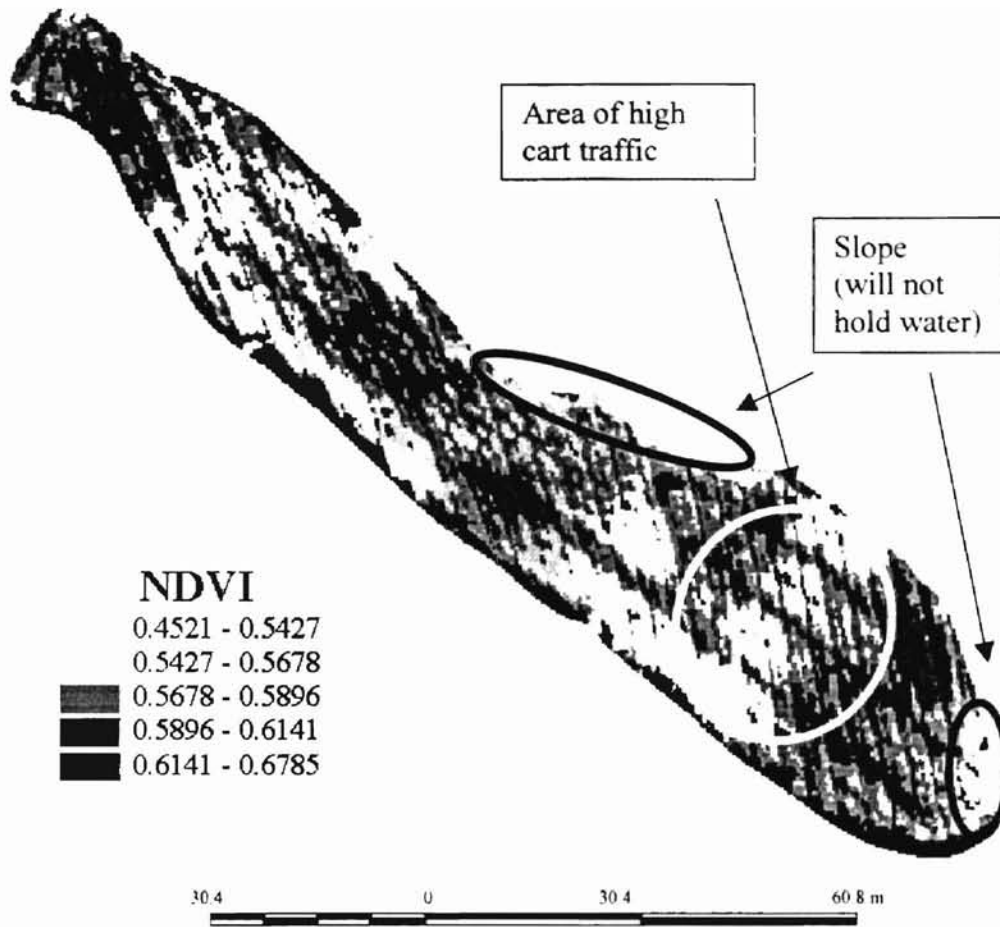 Area of high
cart traffic
Slope
(will not
hold water)
NDVI
0.4521 - 0.5427
0.5427 - 0.5678
0.5678 - 0.5896
0.5896 - 0.6141
0.6141 - 0.6785
30.4 0 30.4 60.8 m